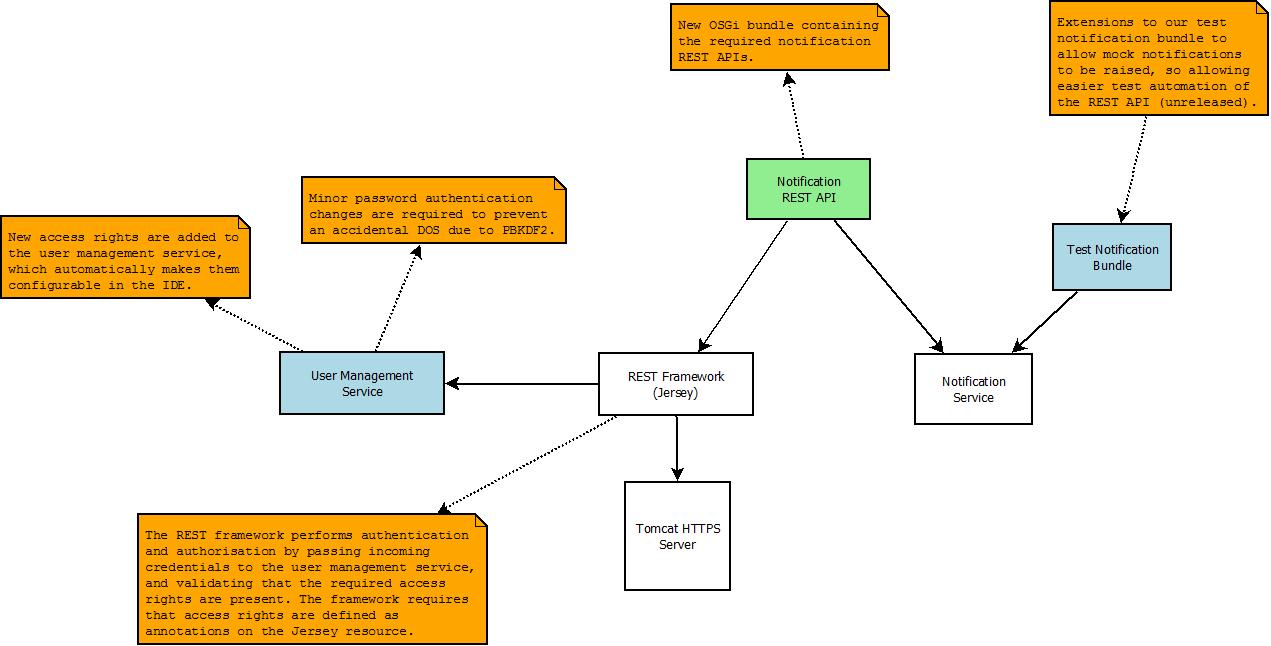 New OSGi bundle containing
the required notification
REST APIs.
Extensions to our test
notification bundle to
allow mock notifications
to be raised, so allowing
easier test automation of
the REST API (unreleased).
Notification
REST API
Minor password authentication
changes are required to prevent
an accidental DOS due to PBKDF2.
New access rights are added to
the user management service,
which automatically makes them
configurable in the IDE.
Test Notification
Bundle
User Management
Service
REST Framework
(Jersey)
Notification
Service
Tomcat HTTPS
Server
The REST framework performs authentication
and authorisation by passing incoming
credentials to the user management service,
and validating that the required access
rights are present. The framework requires
that access rights are defined as
annotations on the Jersey resource.